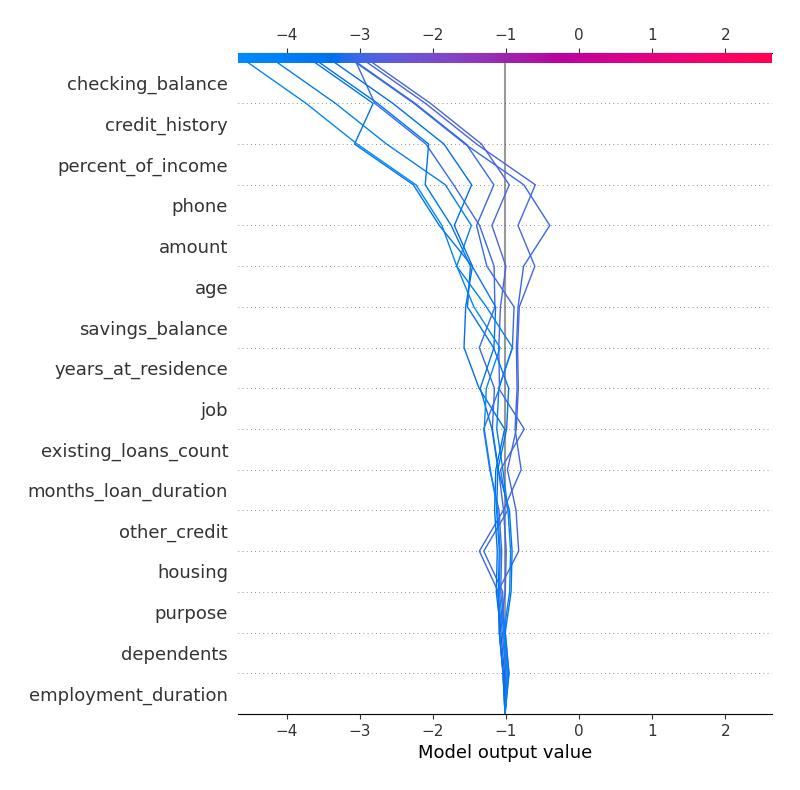 −4 −3 −2 −1 0 1 2
checking_balance
credit_history
percent_of_income
phone
amount
age
savings_balance
years_at_residence
job
existing_loans_count
months_loan_duration
other_credit
housing
purpose
dependents
employment_duration
−4 −3 −2 −1 0 1 2
Model output value